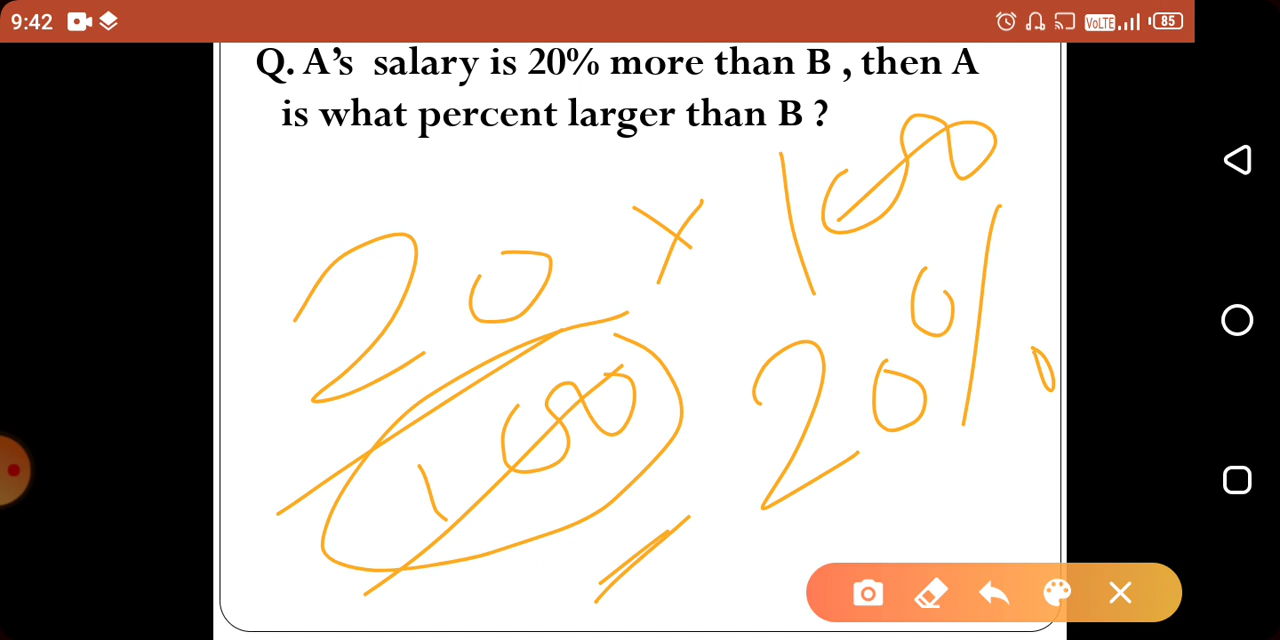 9:42 VoLTE 85
Q. A's salary is 20% more than B , then A
is what percent larger than B ?
20 × 100
100
20%